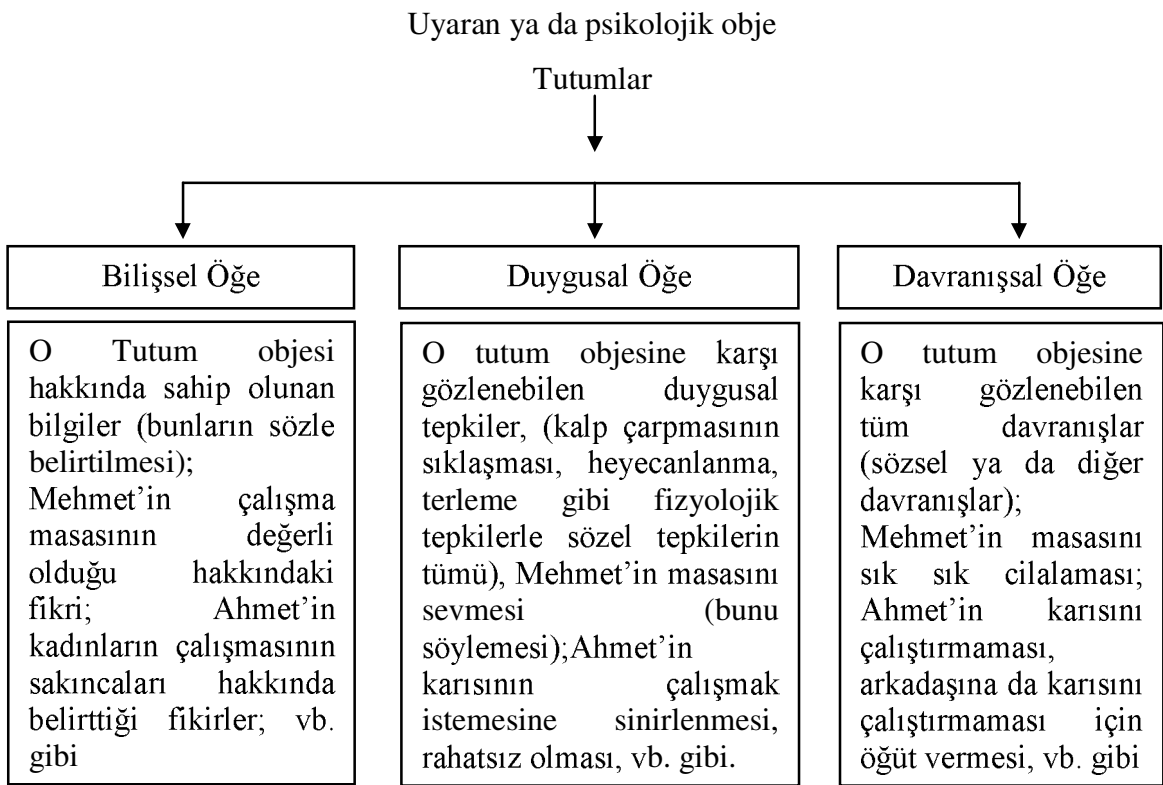 Uyaran ya da psikolojik obje
Tutumlar
Bilişsel Öğe
O Tutum objesi
hakkında sahip olunan
bilgiler (bunların sözle
belirtilmesi);
Mehmet’in çalışma
masasının değerli
olduğu hakkındaki
fikri; Ahmet’in
kadınların çalışmasının
sakıncaları hakkında
belirttiği fikirler; vb.
gibi
Duygusal Öğe
O tutum objesine karşı
gözlenebilen duygusal
tepkiler, (kalp çarpmasının
sıklaşması, heyecanlanma,
terleme gibi fizyolojik
tepkilerle sözel tepkilerin
tümü), Mehmet’in masasını
sevmesi (bunu
söylemesi);Ahmet’in
karısının çalışmak
istemesine sinirlenmesi,
rahatsız olması, vb. gibi.
Davranışsal Öğe
O tutum objesine
karşı gözlenebilen
tüm davranışlar
(sözsel ya da diğer
davranışlar);
Mehmet’in masasını
sık sık cilalaması;
Ahmet’in karısını
çalıştırmaması,
arkadaşına da karısını
çalıştırmaması için
öğüt vermesi, vb. gibi